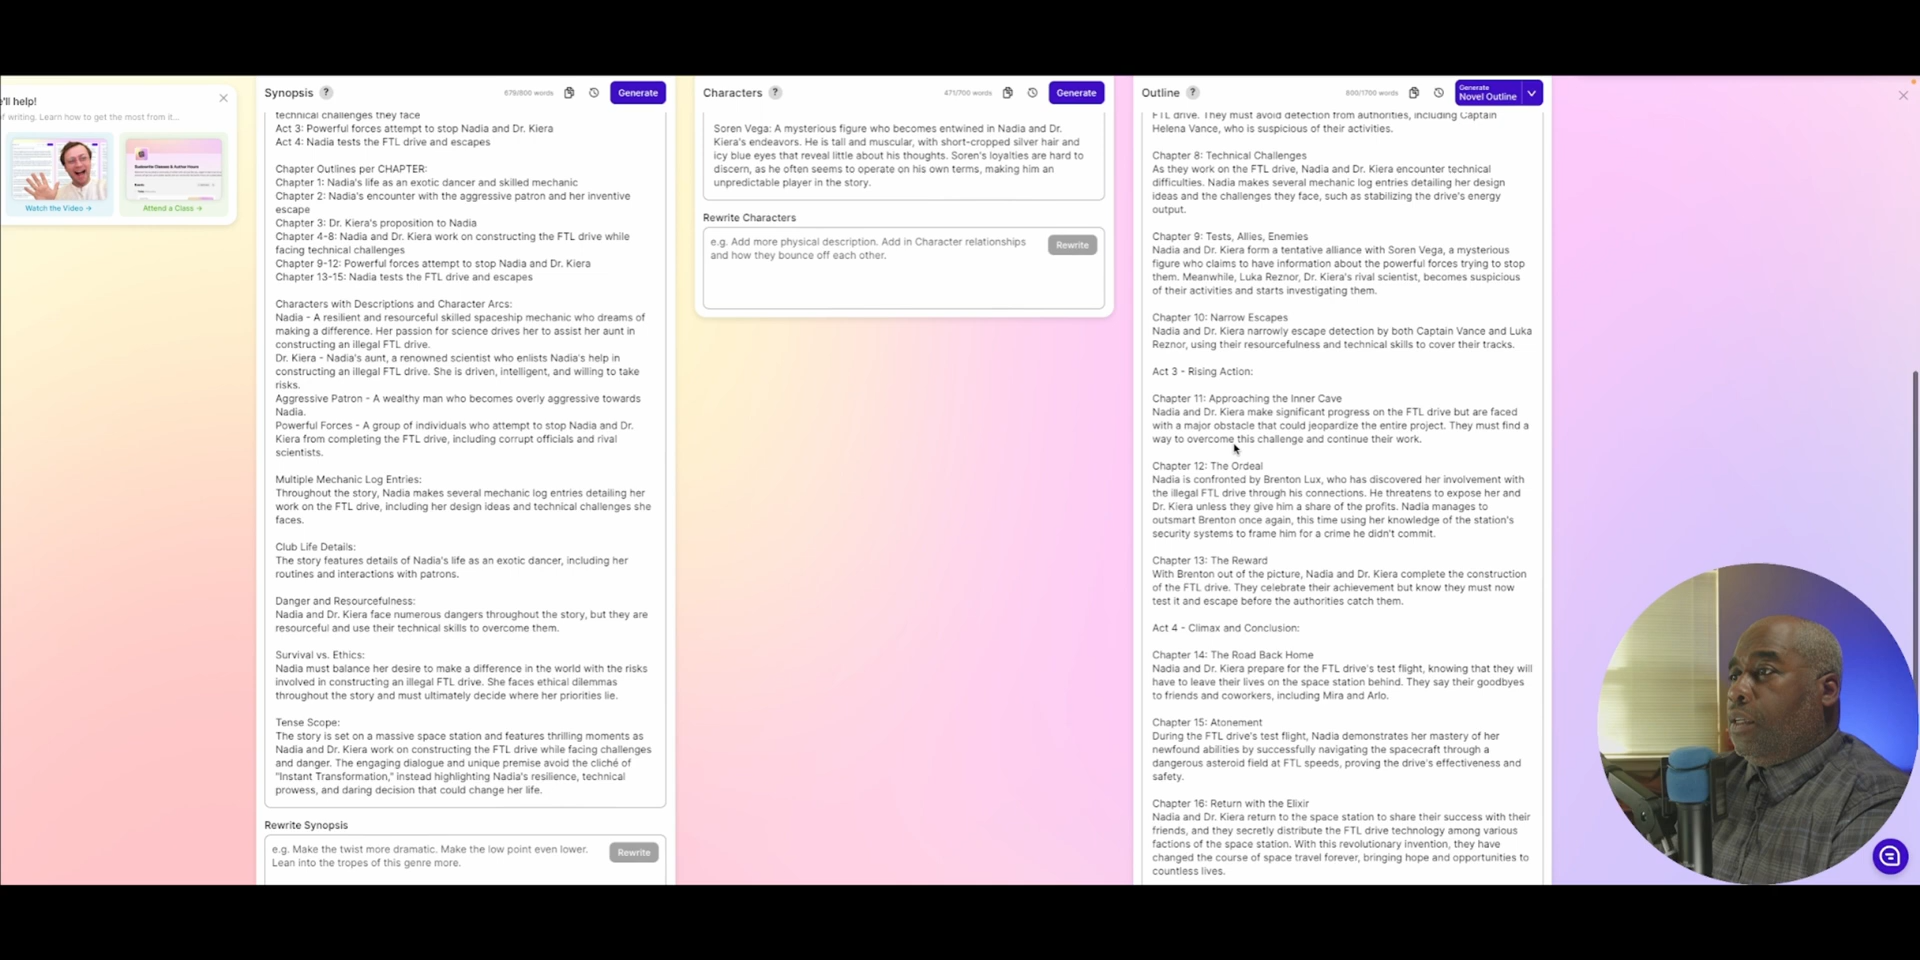 'll help!
of writing. Learn how to get the most from it...
Watch the Video →
Attend a Class →
Synopsis ?
679/800 words
Generate
technical challenges they face
Act 3: Powerful forces attempt to stop Nadia and Dr. Kiera
Act 4: Nadia tests the FTL drive and escapes
Chapter Outlines per CHAPTER:
Chapter 1: Nadia's life as an exotic dancer and skilled mechanic
Chapter 2: Nadia's encounter with the aggressive patron and her inventive
escape
Chapter 3: Dr. Kiera's proposition to Nadia
Chapter 4-8: Nadia and Dr. Kiera work on constructing the FTL drive while
facing technical challenges
Chapter 9-12: Powerful forces attempt to stop Nadia and Dr. Kiera
Chapter 13-15: Nadia tests the FTL drive and escapes
Characters with Descriptions and Character Arcs:
Nadia - A resilient and resourceful skilled spaceship mechanic who dreams of
making a difference. Her passion for science drives her to assist her aunt in
constructing an illegal FTL drive.
Dr. Kiera - Nadia's aunt, a renowned scientist who enlists Nadia's help in
constructing an illegal FTL drive. She is driven, intelligent, and willing to take
risks.
Aggressive Patron - A wealthy man who becomes overly aggressive towards
Nadia.
Powerful Forces - A group of individuals who attempt to stop Nadia and Dr.
Kiera from completing the FTL drive, including corrupt officials and rival
scientists.
Multiple Mechanic Log Entries:
Throughout the story, Nadia makes several mechanic log entries detailing her
work on the FTL drive, including her design ideas and technical challenges she
faces.
Club Life Details:
The story features details of Nadia's life as an exotic dancer, including her
routines and interactions with patrons.
Danger and Resourcefulness:
Nadia and Dr. Kiera face numerous dangers throughout the story, but they are
resourceful and use their technical skills to overcome them.
Survival vs. Ethics:
Nadia must balance her desire to make a difference in the world with the risks
involved in constructing an illegal FTL drive. She faces ethical dilemmas
throughout the story and must ultimately decide where her priorities lie.
Tense Scope:
The story is set on a massive space station and features thrilling moments as
Nadia and Dr. Kiera work on constructing the FTL drive while facing challenges
and danger. The engaging dialogue and unique premise avoid the cliché of
"Instant Transformation," instead highlighting Nadia's resilience, technical
prowess, and daring decision that could change her life.
Rewrite Synopsis
e.g. Make the twist more dramatic. Make the low point even lower.
Lean into the tropes of this genre more.
Rewrite
Characters ?
471/700 words
Generate
Soren Vega: A mysterious figure who becomes entwined in Nadia and Dr.
Kiera's endeavors. He is tall and muscular, with short-cropped silver hair and
icy blue eyes that reveal little about his thoughts. Soren's loyalties are hard to
discern, as he often seems to operate on his own terms, making him an
unpredictable player in the story.
Rewrite Characters
e.g. Add more physical description. Add in Character relationships
and how they bounce off each other.
Rewrite
Outline ?
800/1700 words
Generate
Novel Outline
FTL drive. They must avoid detection from authorities, including Captain
Helena Vance, who is suspicious of their activities.
Chapter 8: Technical Challenges
As they work on the FTL drive, Nadia and Dr. Kiera encounter technical
difficulties. Nadia makes several mechanic log entries detailing her design
ideas and the challenges they face, such as stabilizing the drive's energy
output.
Chapter 9: Tests, Allies, Enemies
Nadia and Dr. Kiera form a tentative alliance with Soren Vega, a mysterious
figure who claims to have information about the powerful forces trying to stop
them. Meanwhile, Luka Reznor, Dr. Kiera's rival scientist, becomes suspicious
of their activities and starts investigating them.
Chapter 10: Narrow Escapes
Nadia and Dr. Kiera narrowly escape detection by both Captain Vance and Luka
Reznor, using their resourcefulness and technical skills to cover their tracks.
Act 3 - Rising Action:
Chapter 11: Approaching the Inner Cave
Nadia and Dr. Kiera make significant progress on the FTL drive but are faced
with a major obstacle that could jeopardize the entire project. They must find a
way to overcome this challenge and continue their work.
Chapter 12: The Ordeal
Nadia is confronted by Brenton Lux, who has discovered her involvement with
the illegal FTL drive through his connections. He threatens to expose her and
Dr. Kiera unless they give him a share of the profits. Nadia manages to
outsmart Brenton once again, this time using her knowledge of the station's
security systems to frame him for a crime he didn't commit.
Chapter 13: The Reward
With Brenton out of the picture, Nadia and Dr. Kiera complete the construction
of the FTL drive. They celebrate their achievement but know they must now
test it and escape before the authorities catch them.
Act 4 - Climax and Conclusion:
Chapter 14: The Road Back Home
Nadia and Dr. Kiera prepare for the FTL drive's test flight, knowing that they will
have to leave their lives on the space station behind. They say their goodbyes
to friends and coworkers, including Mira and Arlo.
Chapter 15: Atonement
During the FTL drive's test flight, Nadia demonstrates her mastery of her
newfound abilities by successfully navigating the spacecraft through a
dangerous asteroid field at FTL speeds, proving the drive's effectiveness and
safety.
Chapter 16: Return with the Elixir
Nadia and Dr. Kiera return to the space station to share their success with their
friends, and they secretly distribute the FTL drive technology among various
factions of the space station. With this revolutionary invention, they have
changed the course of space travel forever, bringing hope and opportunities to
countless lives.